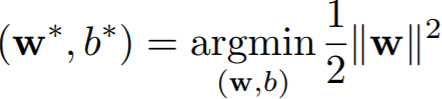 (w*, b*) = argmin 1/2 ‖w‖²
(w,b)